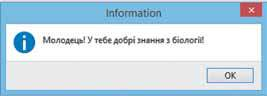 Information
Молодець! У тебе добрі знання з біології!
OK